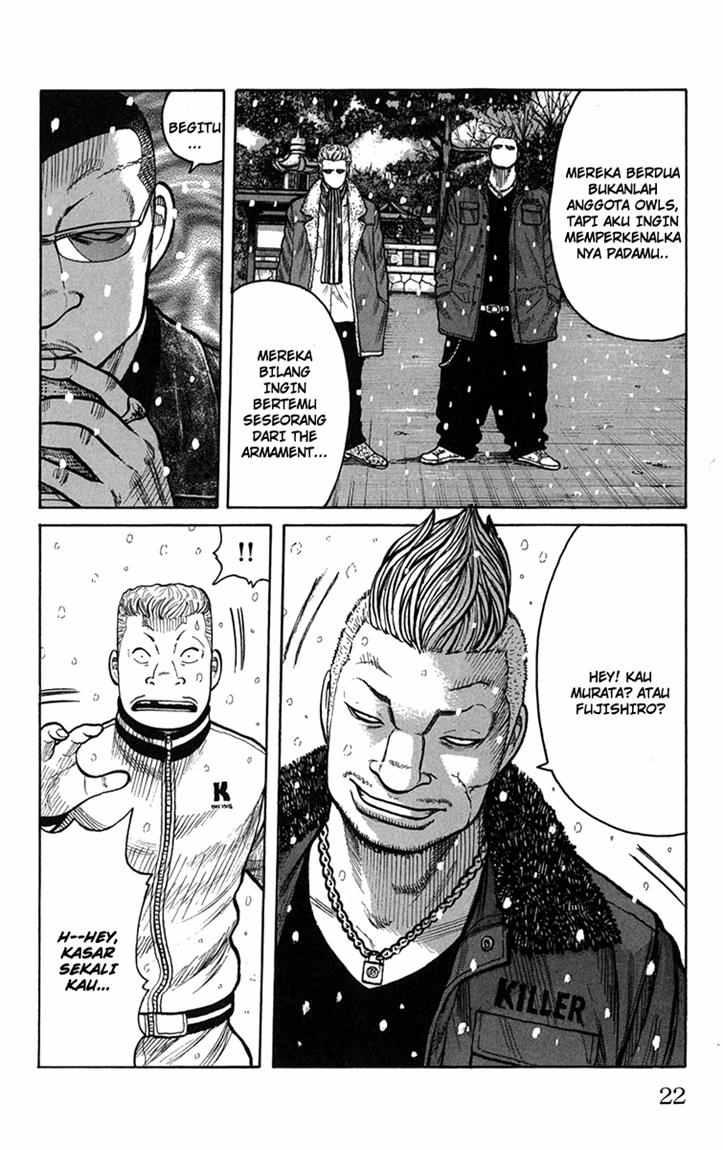 MEREKA BERDUA
BUKANLAH
ANGGOTA OWLS,
TAPI AKU INGIN
MEMPERKENALKA
NYA PADAMU..
MEREKA
BILANG
INGIN
BERTEMU
SESEORANG
DARI THE
ARMAMENT...
BEGITU
...
HEY! KAU
MURATA? ATAU
FUJISHIRO?
KILLER
!!
K
H--HEY,
KASAR
SEKALI
KAU...
22